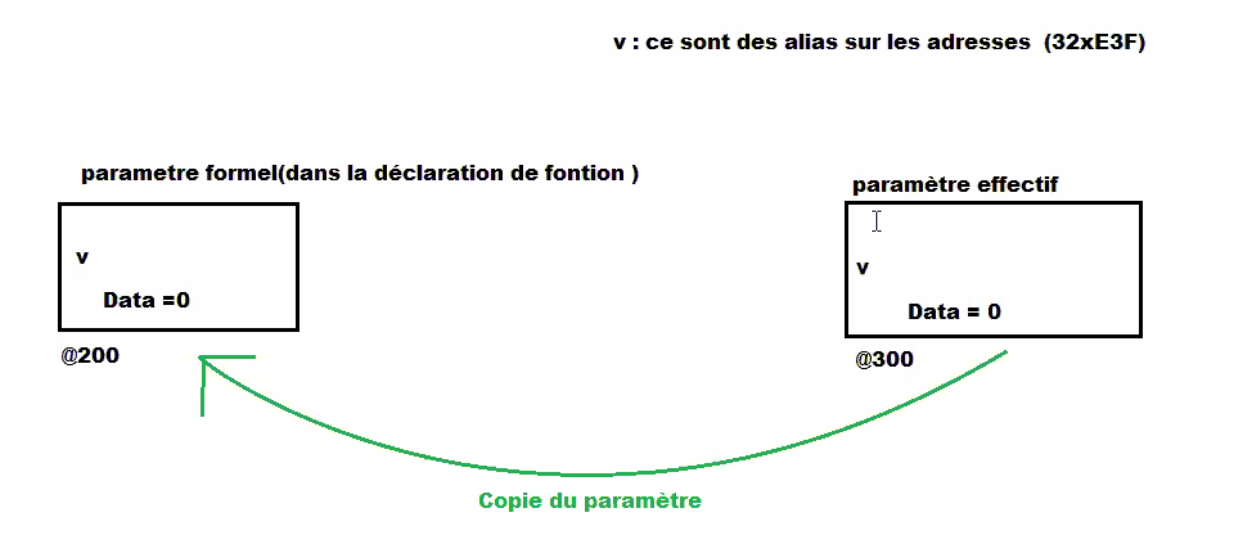 v : ce sont des alias sur les adresses (32xE3F)
parametre formel(dans la déclaration de fontion )
paramètre effectif
v
Data =0
@200
v
Data = 0
@300
Copie du paramètre